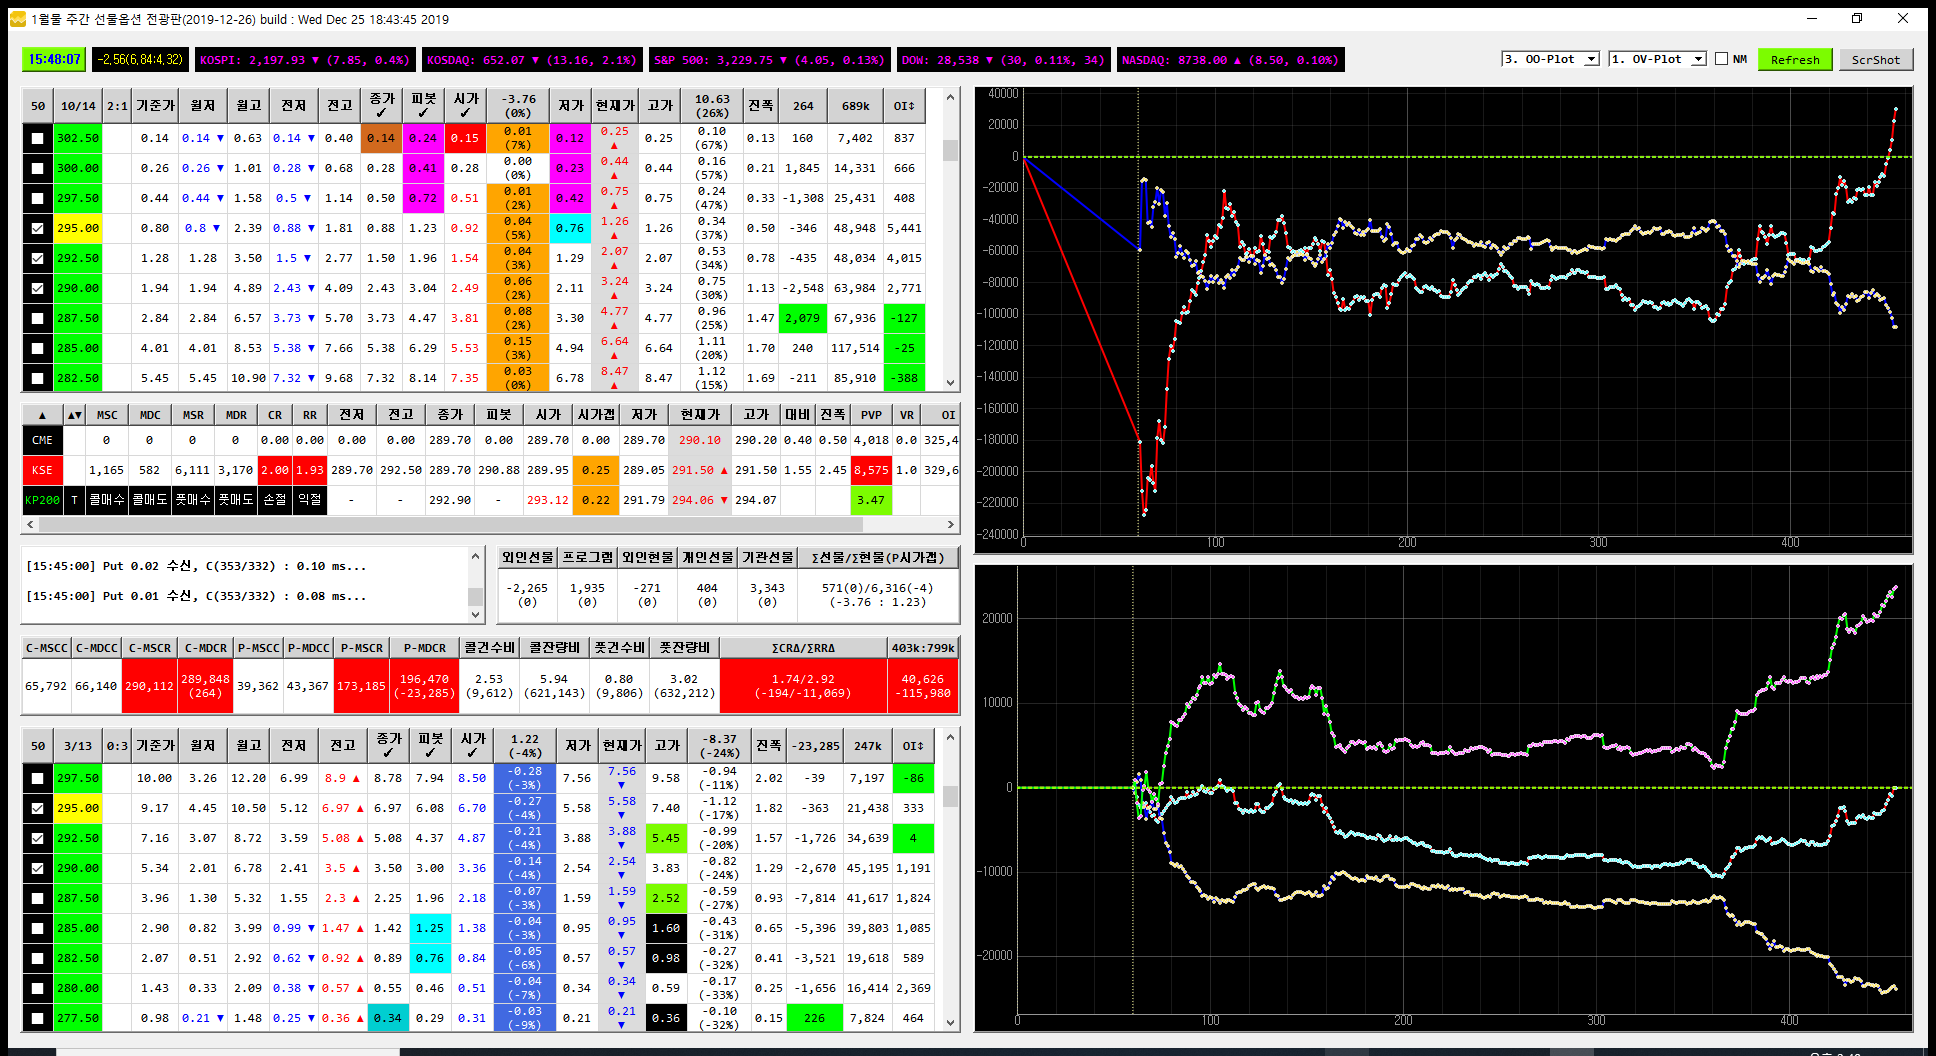 1월물 주간 선물옵션 전광판(2019-12-26) build : Wed Dec 25 18:43:45 2019
15:48:07 -2,56(6,84:4,32) KOSPI: 2,197.93 ▼ (7.85, 0.4%) KOSDAQ: 652.07 ▼ (13.16, 2.1%) S&P 500: 3,229.75 ▼ (4.05, 0.13%) DOW: 28,538 ▼ (30, 0.11%, 34) NASDAQ: 8738.00 ▲ (8.50, 0.10%) 3. OO-Plot 1. OV-Plot NM Refresh ScrShot
50 10/14 2:1 기준가 월저 월고 전저 전고 종가 ✓ 피봇 ✓ 시가 ✓ -3.76 (0%) 저가 현재가 고가 10.63 (26%) 진폭 264 689k OI↕
302.50 0.14 0.14 ▼ 0.63 0.14 ▼ 0.40 0.14 0.24 0.15 0.01 (7%) 0.12 0.25 ▲ 0.25 0.10 (67%) 0.13 160 7,402 837
300.00 0.26 0.26 ▼ 1.01 0.28 ▼ 0.68 0.28 0.41 0.28 0.00 (0%) 0.23 0.44 ▲ 0.44 0.16 (57%) 0.21 1,845 14,331 666
297.50 0.44 0.44 ▼ 1.58 0.5 ▼ 1.14 0.50 0.72 0.51 0.01 (2%) 0.42 0.75 ▲ 0.75 0.24 (47%) 0.33 -1,308 25,431 408
295.00 0.80 0.8 ▼ 2.39 0.88 ▼ 1.81 0.88 1.23 0.92 0.04 (5%) 0.76 1.26 ▲ 1.26 0.34 (37%) 0.50 -346 48,948 5,441
292.50 1.28 1.28 3.50 1.5 ▼ 2.77 1.50 1.96 1.54 0.04 (3%) 1.29 2.07 ▲ 2.07 0.53 (34%) 0.78 -435 48,034 4,015
290.00 1.94 1.94 4.89 2.43 ▼ 4.09 2.43 3.04 2.49 0.06 (2%) 2.11 3.24 ▲ 3.24 0.75 (30%) 1.13 -2,548 63,984 2,771
287.50 2.84 2.84 6.57 3.73 ▼ 5.70 3.73 4.47 3.81 0.08 (2%) 3.30 4.77 ▲ 4.77 0.96 (25%) 1.47 2,079 67,936 -127
285.00 4.01 4.01 8.53 5.38 ▼ 7.66 5.38 6.29 5.53 0.15 (3%) 4.94 6.64 ▲ 6.64 1.11 (20%) 1.70 240 117,514 -25
282.50 5.45 5.45 10.90 7.32 ▼ 9.68 7.32 8.14 7.35 0.03 (0%) 6.78 8.47 ▲ 8.47 1.12 (15%) 1.69 -211 85,910 -388
▲ ▲▼ MSC MDC MSR MDR CR RR 전저 전고 종가 피봇 시가 시가갭 저가 현재가 고가 대비 진폭 PVP VR OI
CME 0 0 0 0 0.00 0.00 0.00 0.00 289.70 0.00 289.70 0.00 289.70 290.10 290.20 0.40 0.50 4,018 0.0 325,4
KSE 1,165 582 6,111 3,170 2.00 1.93 289.70 292.50 289.70 290.88 289.95 0.25 289.05 291.50 ▲ 291.50 1.55 2.45 8,575 1.0 329,6
KP200 T 콜매수 콜매도 풋매수 풋매도 손절 익절 - - 292.90 - 293.12 0.22 291.79 294.06 ▼ 294.07 3.47
[15:45:00] Put 0.02 수신, C(353/332) : 0.10 ms...
[15:45:00] Put 0.01 수신, C(353/332) : 0.08 ms...
외인선물 프로그램 외인현물 개인선물 기관선물 Σ선물/Σ현물(P시가갭)
-2,265 1,935 -271 404 3,343 571(0)/6,316(-4)
(0) (0) (0) (0) (0) (-3.76 : 1.23)
C-MSCC C-MDCC C-MSCR C-MDCR P-MSCC P-MDCC P-MSCR P-MDCR 콜건수비 콜잔량비 풋건수비 풋잔량비 ΣCRΔ/ΣRRΔ 403k:799k
65,792 66,140 290,112 289,848 (264) 39,362 43,367 173,185 196,470 (-23,285) 2.53 (9,612) 5.94 (621,143) 0.80 (9,806) 3.02 (632,212) 1.74/2.92 (-194/-11,069) 40,626 -115,980
50 3/13 0:3 기준가 월저 월고 전저 전고 종가 ✓ 피봇 ✓ 시가 ✓ 1.22 (-4%) 저가 현재가 고가 -8.37 (-24%) 진폭 -23,285 247k OI↕
297.50 10.00 3.26 12.20 6.99 8.9 ▲ 8.78 7.94 8.50 -0.28 (-3%) 7.56 7.56 ▼ 9.58 -0.94 (-11%) 2.02 -39 7,197 -86
295.00 9.17 4.45 10.50 5.12 6.97 ▲ 6.97 6.08 6.70 -0.27 (-4%) 5.58 5.58 ▼ 7.40 -1.12 (-17%) 1.82 -363 21,438 333
292.50 7.16 3.07 8.72 3.59 5.08 ▲ 5.08 4.37 4.87 -0.21 (-4%) 3.88 3.88 ▼ 5.45 -0.99 (-20%) 1.57 -1,726 34,639 4
290.00 5.34 2.01 6.78 2.41 3.5 ▲ 3.50 3.00 3.36 -0.14 (-4%) 2.54 2.54 ▼ 3.83 -0.82 (-24%) 1.29 -2,670 45,195 1,191
287.50 3.96 1.30 5.32 1.55 2.3 ▲ 2.25 1.96 2.18 -0.07 (-3%) 1.59 1.59 ▼ 2.52 -0.59 (-27%) 0.93 -7,814 41,617 1,824
285.00 2.90 0.82 3.99 0.99 ▼ 1.47 ▲ 1.42 1.25 1.38 -0.04 (-3%) 0.95 0.95 ▼ 1.60 -0.43 (-31%) 0.65 -5,396 39,803 1,085
282.50 2.07 0.51 2.92 0.62 ▼ 0.92 ▲ 0.89 0.76 0.84 -0.05 (-6%) 0.57 0.57 ▼ 0.98 -0.27 (-32%) 0.41 -3,521 19,618 589
280.00 1.43 0.33 2.09 0.38 ▼ 0.57 ▲ 0.55 0.46 0.51 -0.04 (-7%) 0.34 0.34 ▼ 0.59 -0.17 (-33%) 0.25 -1,656 16,414 2,369
277.50 0.98 0.21 ▼ 1.48 0.25 ▼ 0.36 ▲ 0.34 0.29 0.31 -0.03 (-9%) 0.21 0.21 ▼ 0.36 -0.10 (-32%) 0.15 226 7,824 464
40000
20000
0
-20000
-40000
-60000
-80000
-100000
-120000
-140000
-160000
-180000
-200000
-220000
-240000
0 100 200 300 400
20000
10000
0
-10000
-20000
0 100 200 300 400